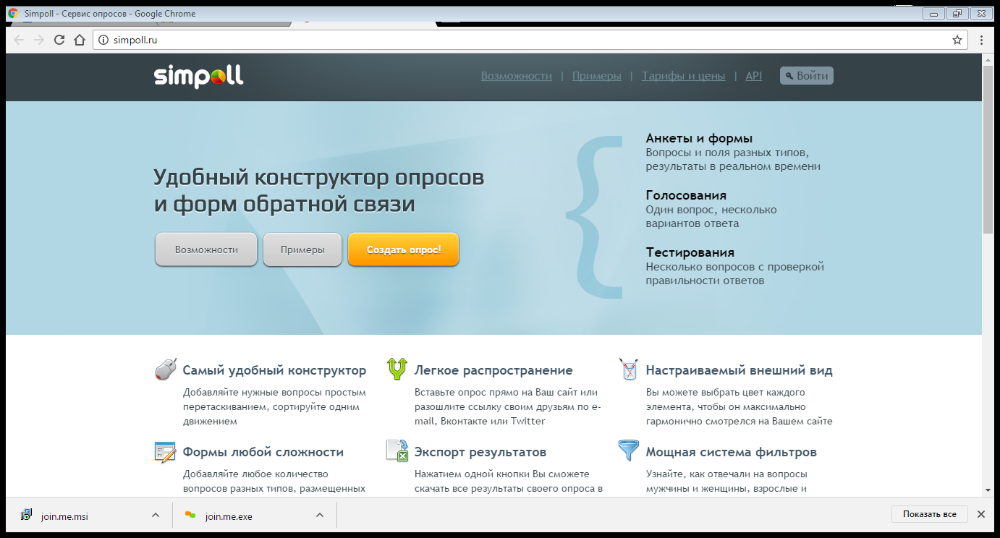 Simpoll - Сервис опросов - Google Chrome
simpoll.ru
simpoll
Возможности | Примеры | Тарифы и цены | API Войти
Удобный конструктор опросов
и форм обратной связи
Возможности Примеры Создать опрос!
{
Анкеты и формы
Вопросы и поля разных типов,
результаты в реальном времени
Голосования
Один вопрос, несколько
вариантов ответа
Тестирования
Несколько вопросов с проверкой
правильности ответов
Самый удобный конструктор
Добавляйте нужные вопросы простым
перетаскиванием, сортируйте одним
движением
Легкое распространение
Вставьте опрос прямо на Ваш сайт или
разошлите ссылку своим друзьям по e-
mail, Вконтакте или Twitter
Настраиваемый внешний вид
Вы можете выбрать цвет каждого
элемента, чтобы он максимально
гармонично смотрелся на Вашем сайте
Формы любой сложности
Добавляйте любое количество
вопросов разных типов, размещенных
Экспорт результатов
Нажатием одной кнопки Вы сможете
скачать все результаты своего опроса в
Мощная система фильтров
Узнайте, как отвечали на вопросы
мужчины и женщины, взрослые и
join.me.msi
join.me.exe
Показать все